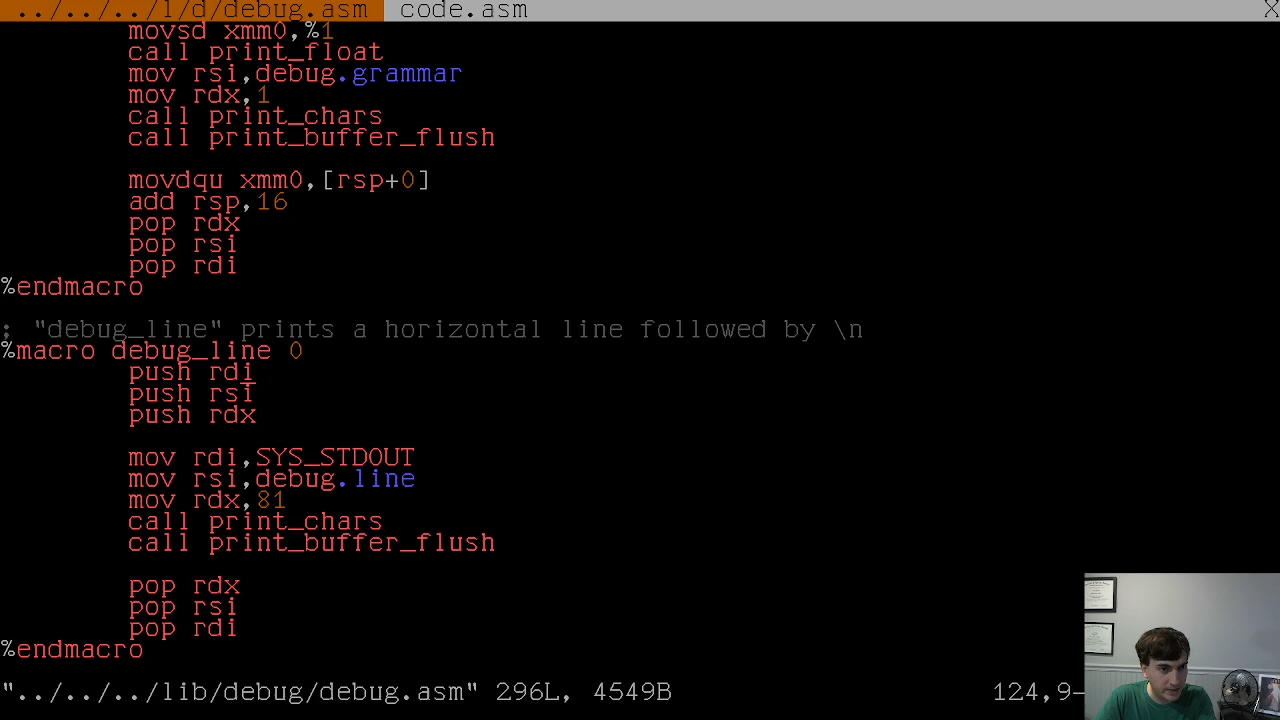 ../../../l/d/debug.asm  code.asm  X
movsd xmm0,%1
call print_float
mov rsi,debug.grammar
mov rdx,1
call print_chars
call print_buffer_flush
movdqu xmm0,[rsp+0]
add rsp,16
pop rdx
pop rsi
pop rdi
%endmacro
; "debug_line" prints a horizontal line followed by \n
%macro debug_line 0
push rdi
push rsi
push rdx
mov rdi,SYS_STDOUT
mov rsi,debug.line
mov rdx,81
call print_chars
call print_buffer_flush
pop rdx
pop rsi
pop rdi
%endmacro
"../../../lib/debug/debug.asm" 296L, 4549B  124,9-